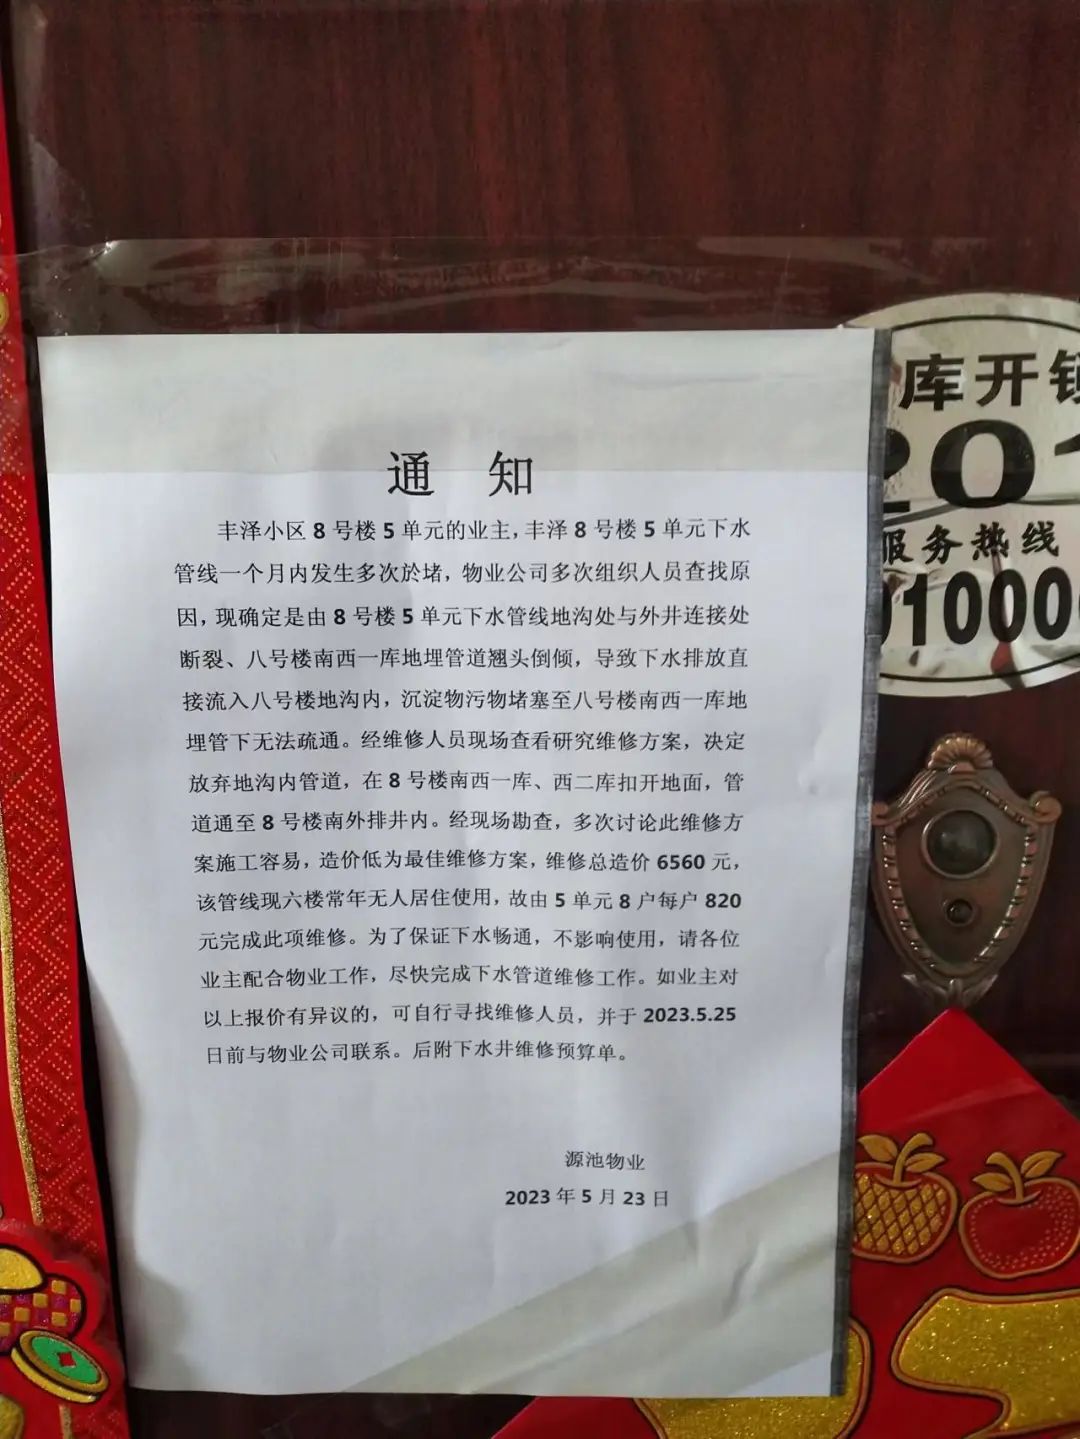 通 知
丰泽小区 8 号楼 5 单元的业主，丰泽 8 号楼 5 单元下水
管线一个月内发生多次於堵，物业公司多次组织人员查找原
因，现确定是由 8 号楼 5 单元下水管线地沟处与外井连接处
断裂、八号楼南西一库地埋管道翘头倒倾，导致下水排放直
接流入八号楼地沟内，沉淀物污物堵塞至八号楼南西一库地
埋管下无法疏通。经维修人员现场查看研究维修方案，决定
放弃地沟内管道，在 8 号楼南西一库、西二库扣开地面，管
道通至 8 号楼南外排井内。经现场勘查，多次讨论此维修方
案施工容易，造价低为最佳维修方案，维修总造价 6560 元，
该管线现六楼常年无人居住使用，故由 5 单元 8 户每户 820
元完成此项维修。为了保证下水畅通，不影响使用，请各位
业主配合物业工作，尽快完成下水管道维修工作。如业主对
以上报价有异议的，可自行寻找维修人员，并于 2023.5.25
日前与物业公司联系。后附下水井维修预算单。
源池物业
2023 年 5 月 23 日
库开锁
201
服务热线
01000